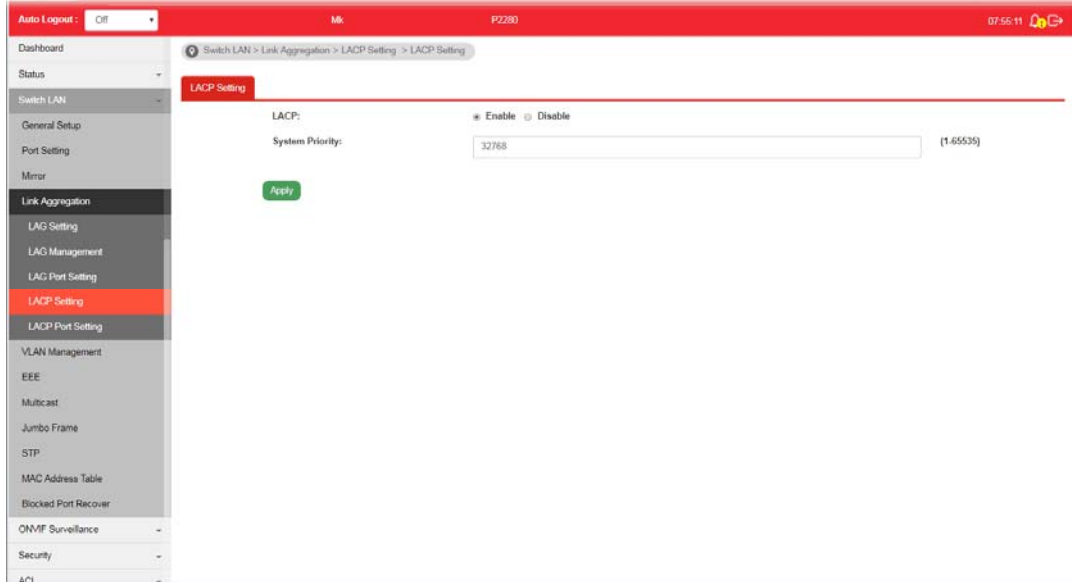 Auto Logout : Off Mk P2280 07:55:11
Dashboard
Switch LAN > Link Aggregation > LACP Setting > LACP Setting
Status
LACP Setting
Switch LAN
LACP: Enable Disable
General Setup
System Priority: 32768 (1-65535)
Port Setting
Mirror
Apply
Link Aggregation
LAG Setting
LAG Management
LAG Port Setting
LACP Setting
LACP Port Setting
VLAN Management
EEE
Multicast
Jumbo Frame
STP
MAC Address Table
Blocked Port Recover
ONVIF Surveillance
Security
ACL